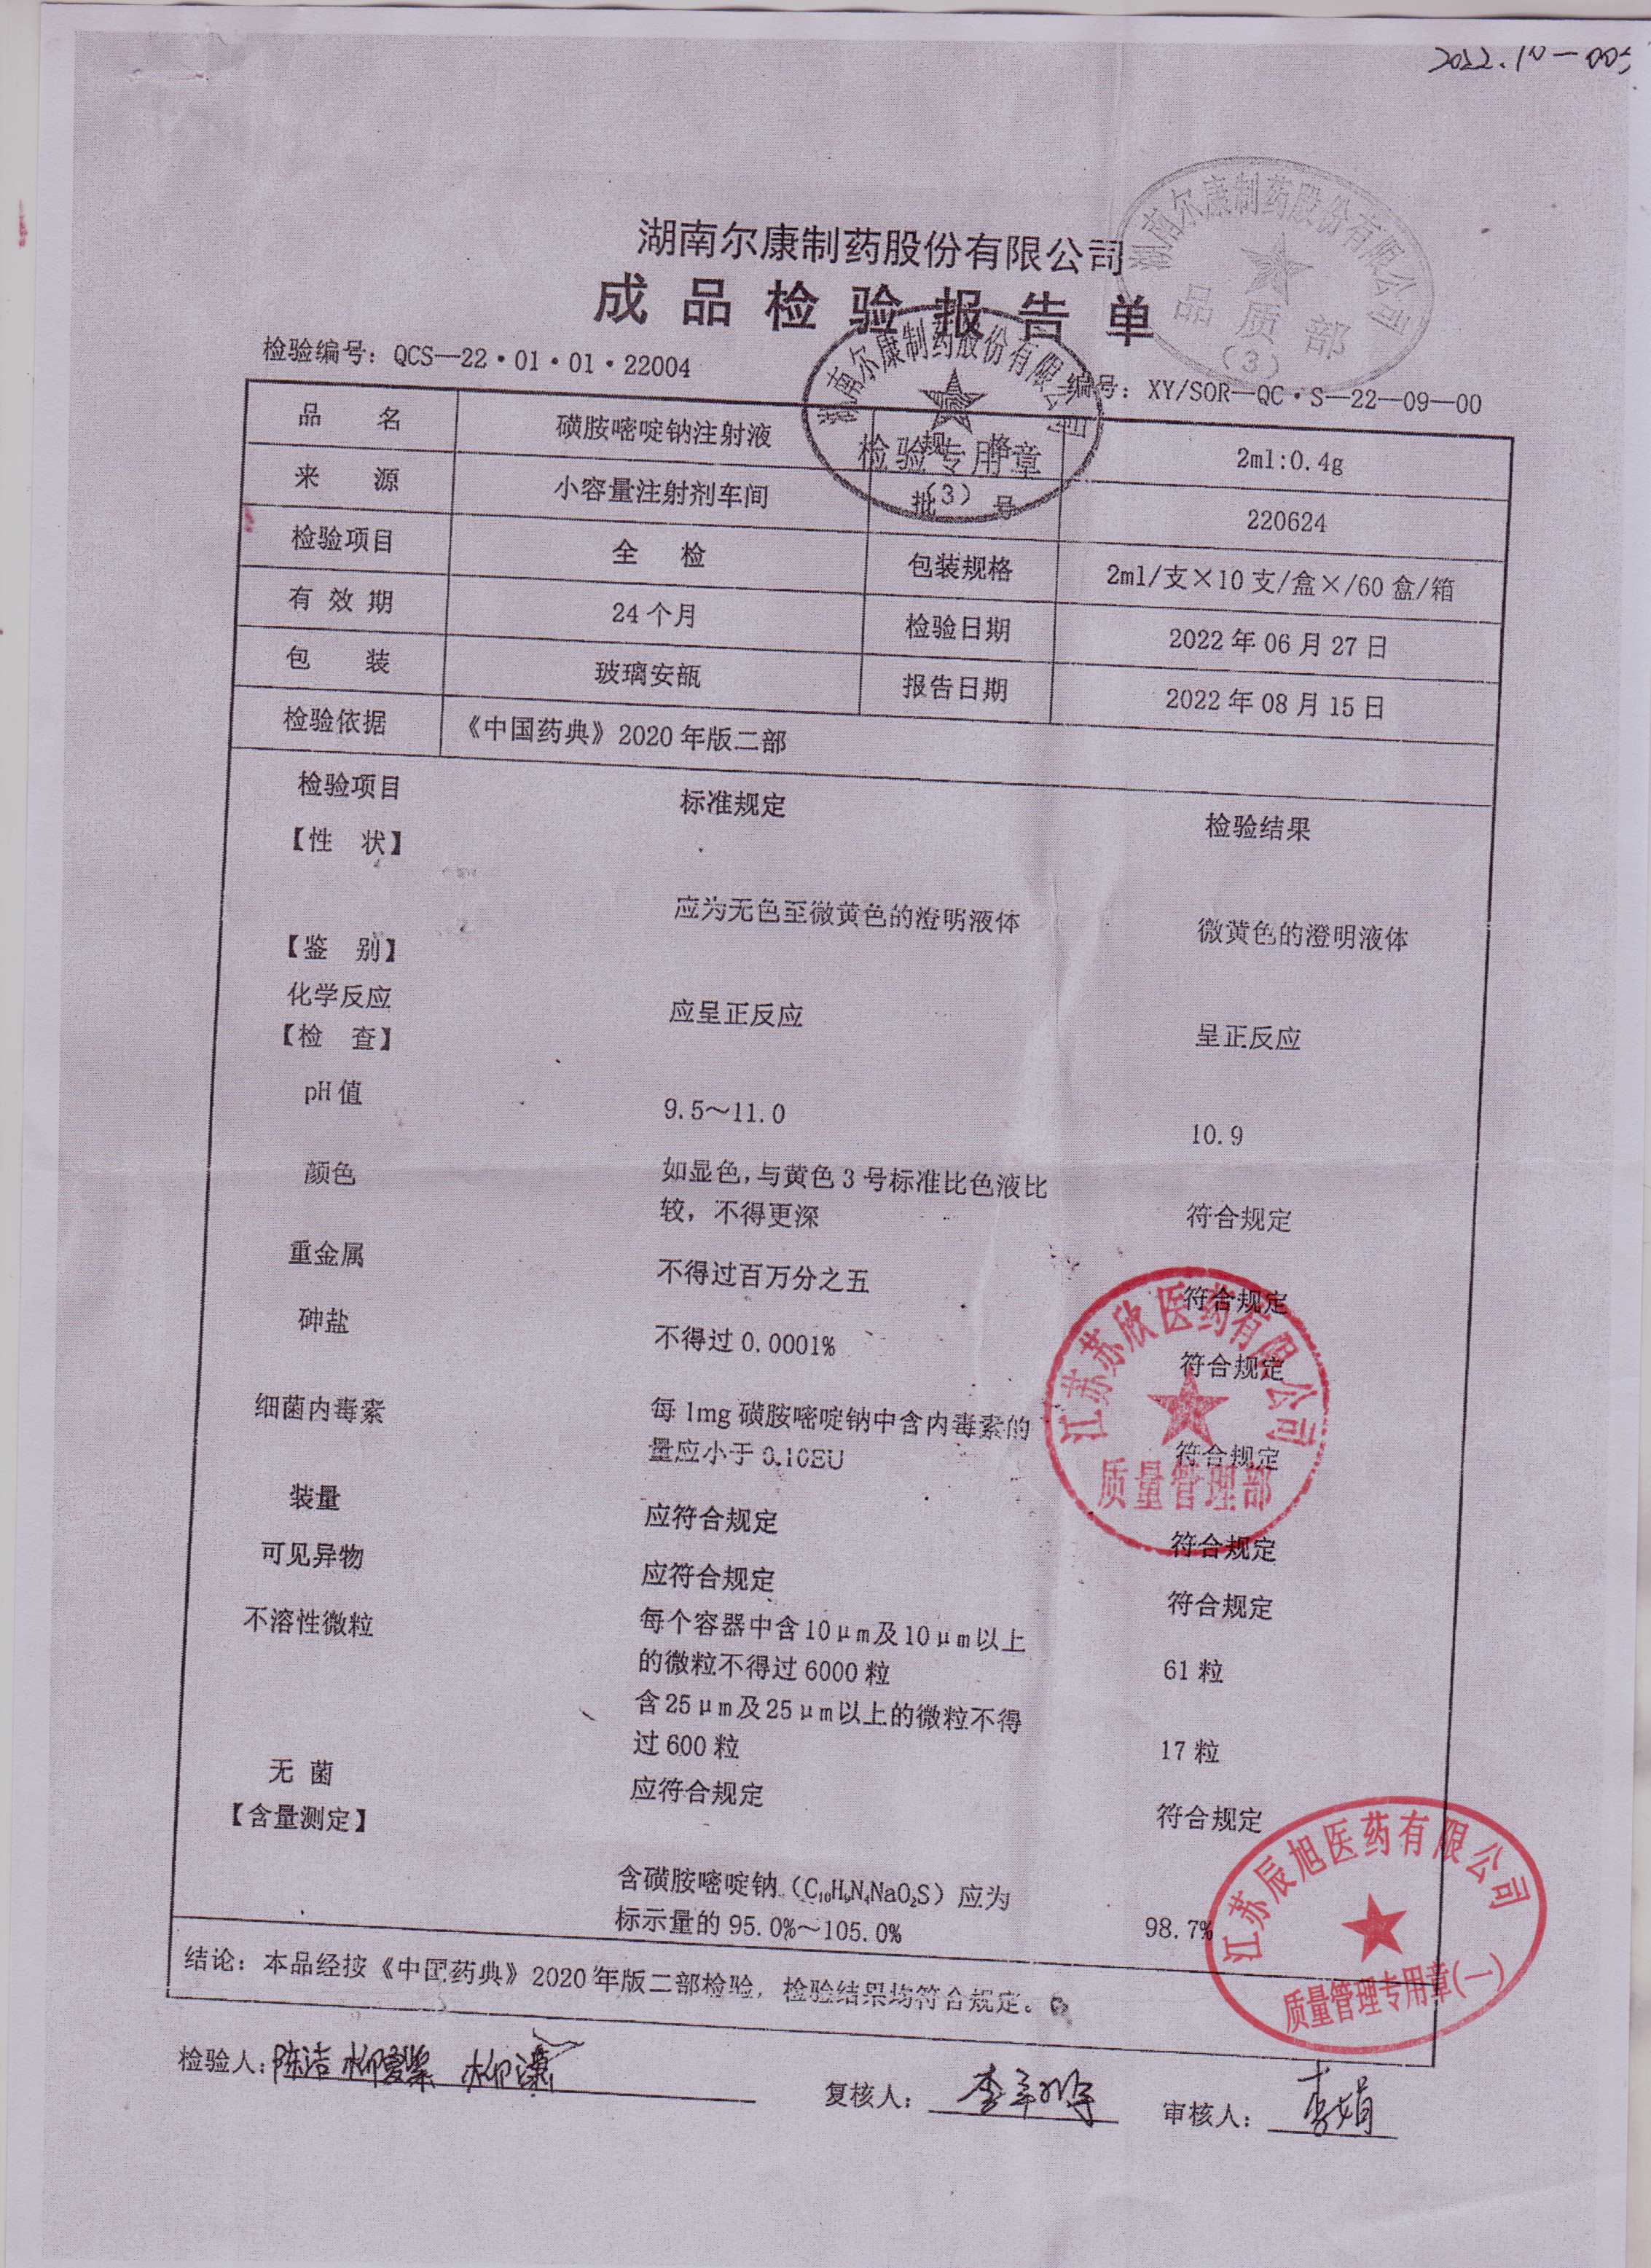 2022.10-005
湖南尔康制药股份有限公司
成品检验报告单
湖南尔康制药股份有限公司
品质部
(3)
湖南尔康制药股份有限公司
检验专用章
(3)
检验编号：QCS—22·01·01·22004
编号：XY/SOR—QC·S—22—09—00
品 名 磺胺嘧啶钠注射液 规 格 2ml:0.4g
来 源 小容量注射剂车间 批 号 220624
检验项目 全 检 包装规格 2ml/支×10支/盒×/60盒/箱
有 效 期 24个月 检验日期 2022年06月27日
包 装 玻璃安瓿 报告日期 2022年08月15日
检验依据 《中国药典》2020年版二部
检验项目 标准规定 检验结果
【性 状】
应为无色至微黄色的澄明液体 微黄色的澄明液体
【鉴 别】
化学反应 应呈正反应 呈正反应
【检 查】
pH值 9.5～11.0 10.9
颜色 如显色,与黄色3号标准比色液比
较，不得更深 符合规定
重金属 不得过百万分之五 符合规定
砷盐 不得过0.0001% 符合规定
细菌内毒素 每1mg磺胺嘧啶钠中含内毒素的
量应小于0.10EU 符合规定
装量 应符合规定 符合规定
可见异物 应符合规定 符合规定
不溶性微粒 每个容器中含10μm及10μm以上
的微粒不得过6000粒 61粒
含25μm及25μm以上的微粒不得
过600粒 17粒
无 菌 应符合规定 符合规定
【含量测定】
含磺胺嘧啶钠（C₁₀H₉N₄NaO₂S）应为
标示量的95.0%～105.0% 98.7%
江苏苏欣医药有限公司
质量管理部
江苏辰旭医药有限公司
质量管理专用章(一)
结论：本品经按《中国药典》2020年版二部检验，检验结果均符合规定。
检验人：陈洁 复核人： 审核人：李娟